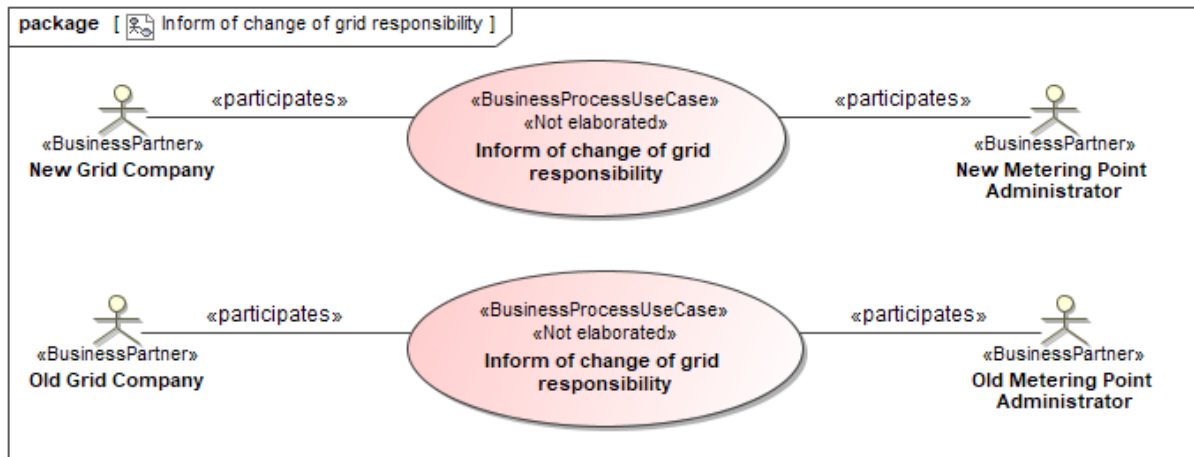 package [ Inform of change of grid responsibility ]
«participates»
«BusinessProcessUseCase»
«participates»
«Not elaborated»
«BusinessPartner»
New Grid Company
Inform of change of grid
responsibility
«BusinessPartner»
New Metering Point
Administrator
«participates»
«BusinessProcessUseCase»
«participates»
«Not elaborated»
«BusinessPartner»
Old Grid Company
Inform of change of grid
responsibility
«BusinessPartner»
Old Metering Point
Administrator